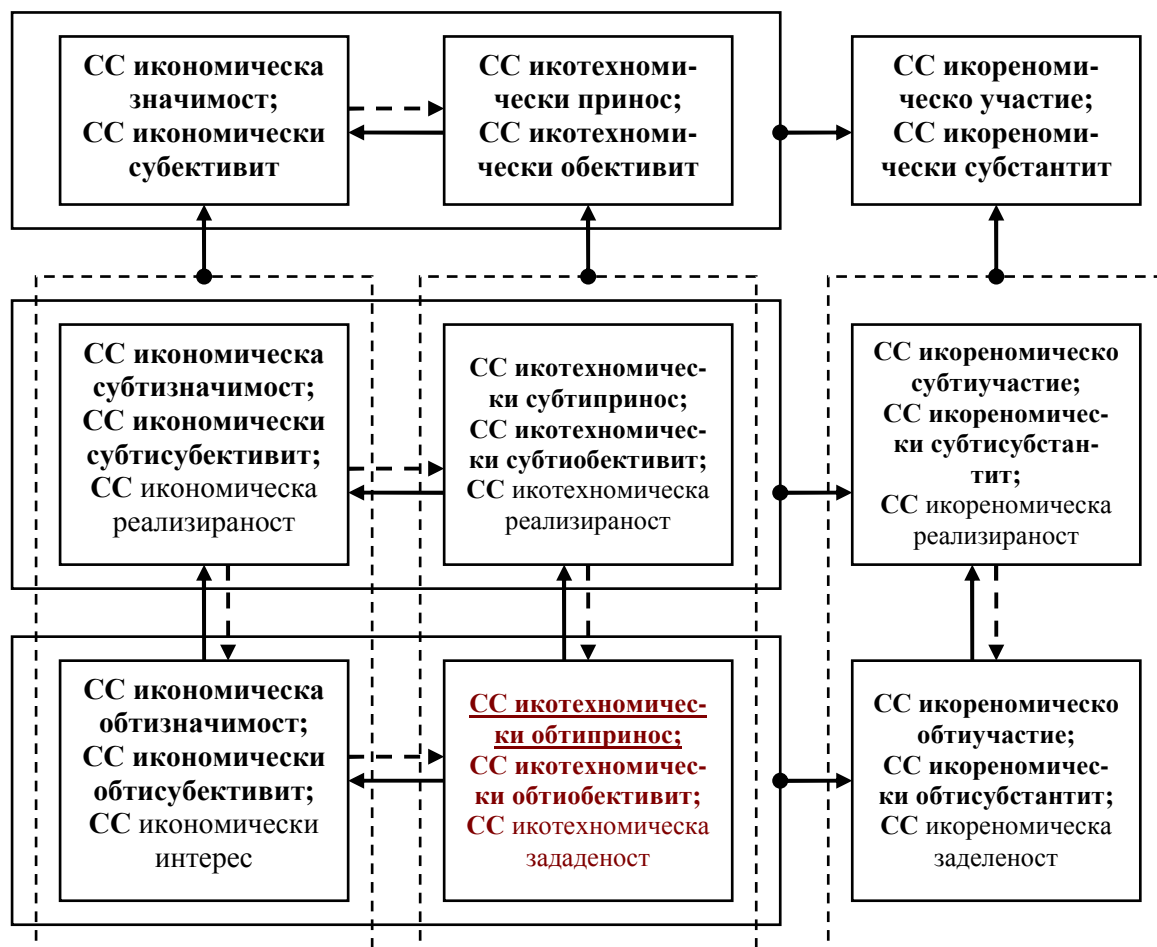 СС икономическа
значимост;
СС икономически
субективит
СС икотехноми-
чески принос;
СС икотехноми-
чески обективит
СС икореноми-
ческо участие;
СС икореноми-
чески субстантит
СС икономическа
субтизначимост;
СС икономически
субтисубективит;
СС икономическа
реализираност
СС икотехномичес-
ки субтипринос;
СС икотехномичес-
ки субтиобективит;
СС икотехномическа
реализираност
СС икореномическо
субтиучастие;
СС икореномичес-
ки субтисубстан-
тит;
СС икореномическа
реализираност
СС икономическа
обтизначимост;
СС икономически
обтисубективит;
СС икономически
интерес
СС икотехномичес-
ки обтипринос;
СС икотехномичес-
ки обтиобективит;
СС икотехномическа
зададеност
СС икореномическо
обтиучастие;
СС икореномичес-
ки обтисубстантит;
СС икореномическа
заделеност